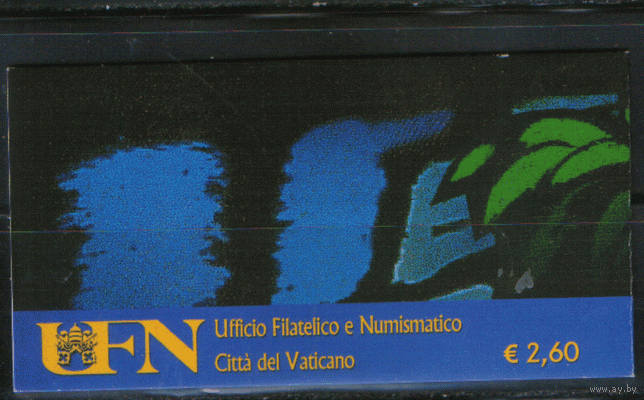 UFN
Ufficio Filatelico e Numismatico
Città del Vaticano
€ 2,60
www.ay.by